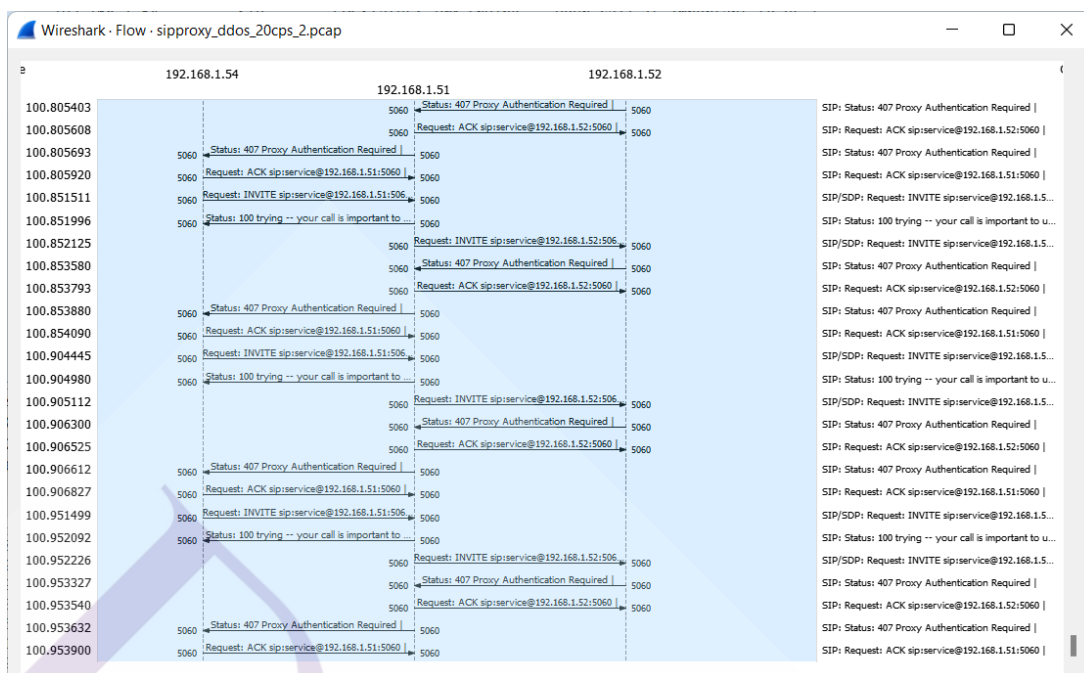 Wireshark · Flow · sipproxy_ddos_20cps_2.pcap
192.168.1.54 192.168.1.52
192.168.1.51
100.805403 5060 Status: 407 Proxy Authentication Required | 5060 SIP: Status: 407 Proxy Authentication Required |
100.805608 5060 Request: ACK sip:service@192.168.1.52:5060 | 5060 SIP: Request: ACK sip:service@192.168.1.52:5060 |
100.805693 5060 Status: 407 Proxy Authentication Required | 5060 SIP: Status: 407 Proxy Authentication Required |
100.805920 5060 Request: ACK sip:service@192.168.1.51:5060 | 5060 SIP: Request: ACK sip:service@192.168.1.51:5060 |
100.851511 5060 Request: INVITE sip:service@192.168.1.51:506... 5060 SIP/SDP: Request: INVITE sip:service@192.168.1.5...
100.851996 5060 Status: 100 trying -- your call is important to ... 5060 SIP: Status: 100 trying -- your call is important to u...
100.852125 5060 Request: INVITE sip:service@192.168.1.52:506... 5060 SIP/SDP: Request: INVITE sip:service@192.168.1.5...
100.853580 5060 Status: 407 Proxy Authentication Required | 5060 SIP: Status: 407 Proxy Authentication Required |
100.853793 5060 Request: ACK sip:service@192.168.1.52:5060 | 5060 SIP: Request: ACK sip:service@192.168.1.52:5060 |
100.853880 5060 Status: 407 Proxy Authentication Required | 5060 SIP: Status: 407 Proxy Authentication Required |
100.854090 5060 Request: ACK sip:service@192.168.1.51:5060 | 5060 SIP: Request: ACK sip:service@192.168.1.51:5060 |
100.904445 5060 Request: INVITE sip:service@192.168.1.51:506... 5060 SIP/SDP: Request: INVITE sip:service@192.168.1.5...
100.904980 5060 Status: 100 trying -- your call is important to ... 5060 SIP: Status: 100 trying -- your call is important to u...
100.905112 5060 Request: INVITE sip:service@192.168.1.52:506... 5060 SIP/SDP: Request: INVITE sip:service@192.168.1.5...
100.906300 5060 Status: 407 Proxy Authentication Required | 5060 SIP: Status: 407 Proxy Authentication Required |
100.906525 5060 Request: ACK sip:service@192.168.1.52:5060 | 5060 SIP: Request: ACK sip:service@192.168.1.52:5060 |
100.906612 5060 Status: 407 Proxy Authentication Required | 5060 SIP: Status: 407 Proxy Authentication Required |
100.906827 5060 Request: ACK sip:service@192.168.1.51:5060 | 5060 SIP: Request: ACK sip:service@192.168.1.51:5060 |
100.951499 5060 Request: INVITE sip:service@192.168.1.51:506... 5060 SIP/SDP: Request: INVITE sip:service@192.168.1.5...
100.952092 5060 Status: 100 trying -- your call is important to ... 5060 SIP: Status: 100 trying -- your call is important to u...
100.952226 5060 Request: INVITE sip:service@192.168.1.52:506... 5060 SIP/SDP: Request: INVITE sip:service@192.168.1.5...
100.953327 5060 Status: 407 Proxy Authentication Required | 5060 SIP: Status: 407 Proxy Authentication Required |
100.953540 5060 Request: ACK sip:service@192.168.1.52:5060 | 5060 SIP: Request: ACK sip:service@192.168.1.52:5060 |
100.953632 5060 Status: 407 Proxy Authentication Required | 5060 SIP: Status: 407 Proxy Authentication Required |
100.953900 5060 Request: ACK sip:service@192.168.1.51:5060 | 5060 SIP: Request: ACK sip:service@192.168.1.51:5060 |